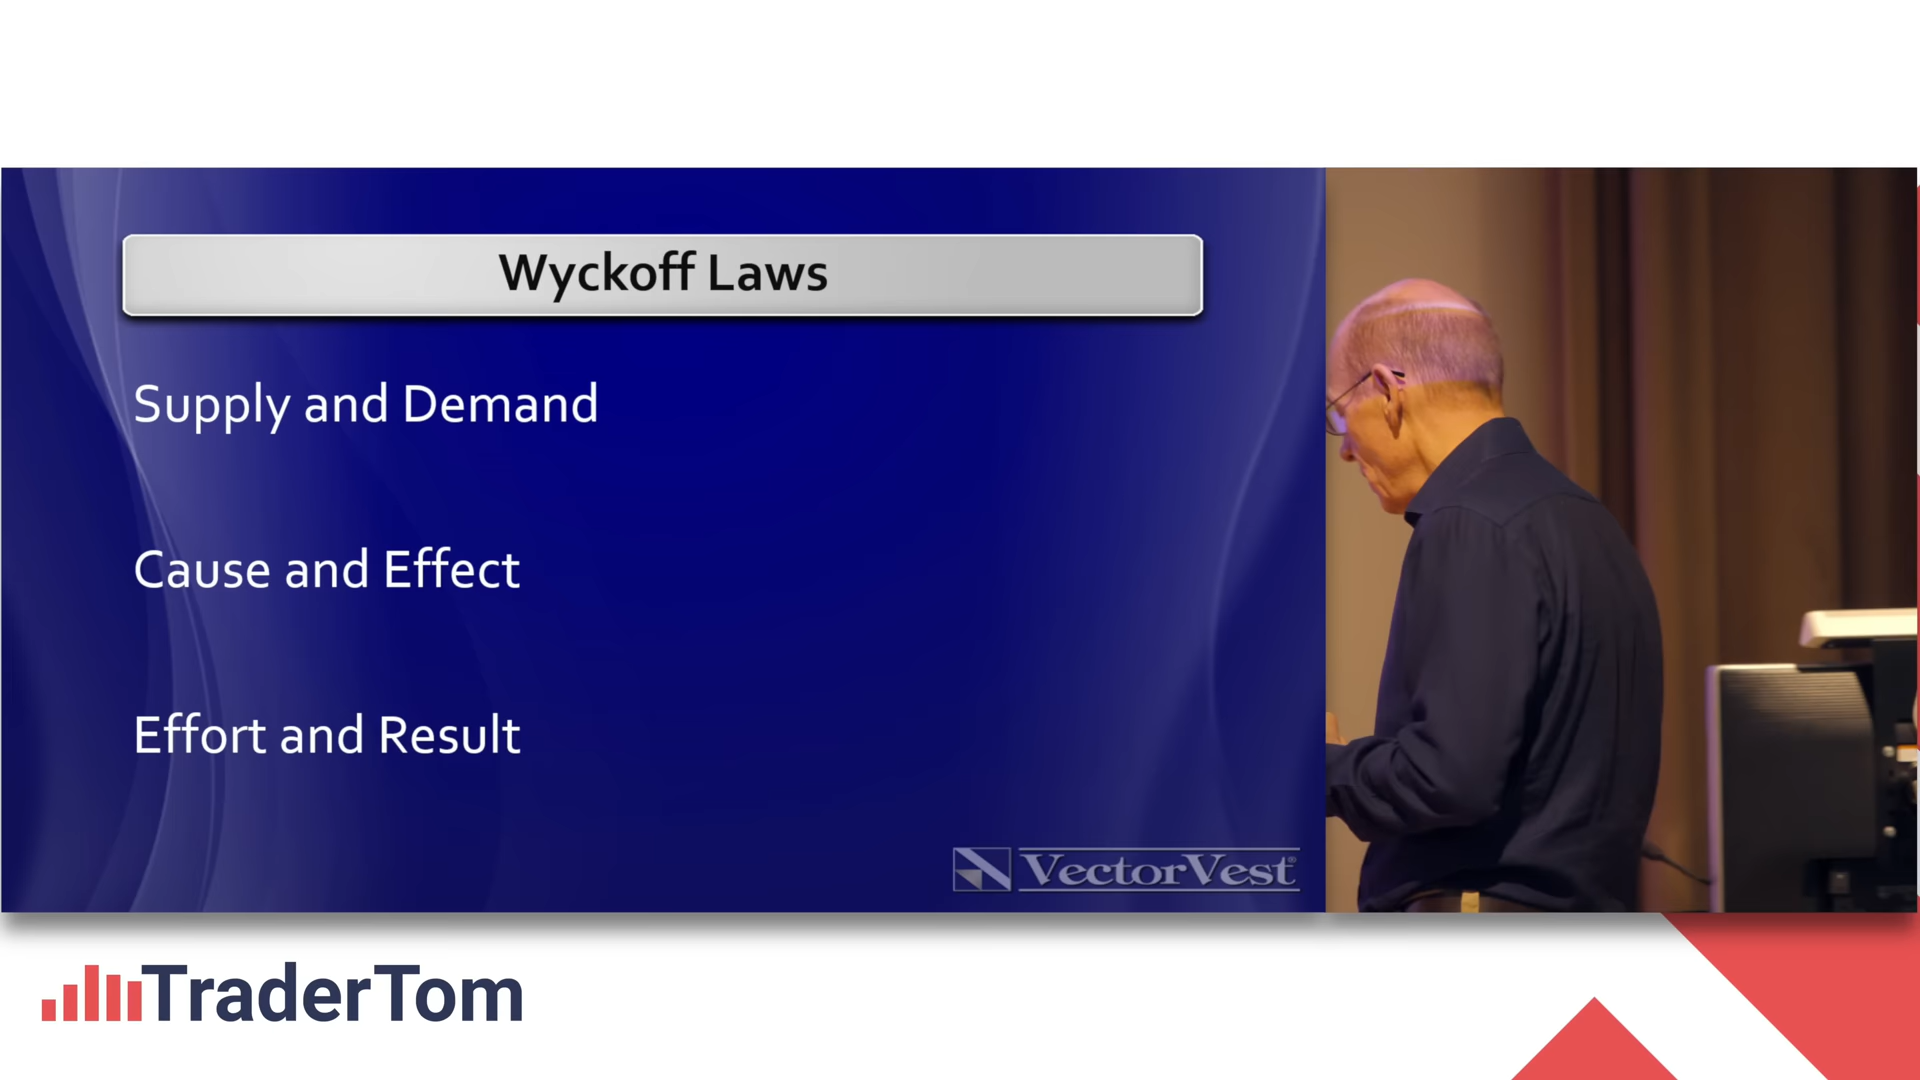 Wyckoff Laws
Supply and Demand
Cause and Effect
Effort and Result
VectorVest®
TraderTom